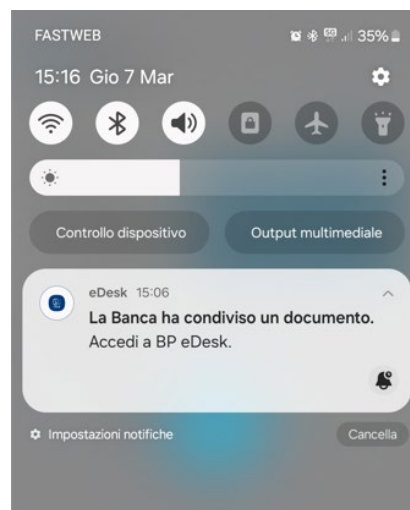 FASTWEB 35%
15:16 Gio 7 Mar
Controllo dispositivo Output multimediale
eDesk 15:06
La Banca ha condiviso un documento.
Accedi a BP eDesk.
Impostazioni notifiche Cancella